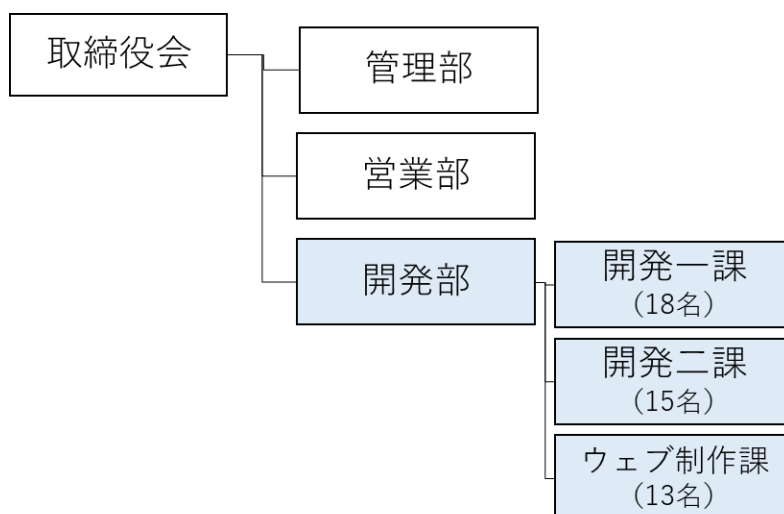 取締役会
管理部
営業部
開発部
開発一課
（18名）
開発二課
（15名）
ウェブ制作課
（13名）